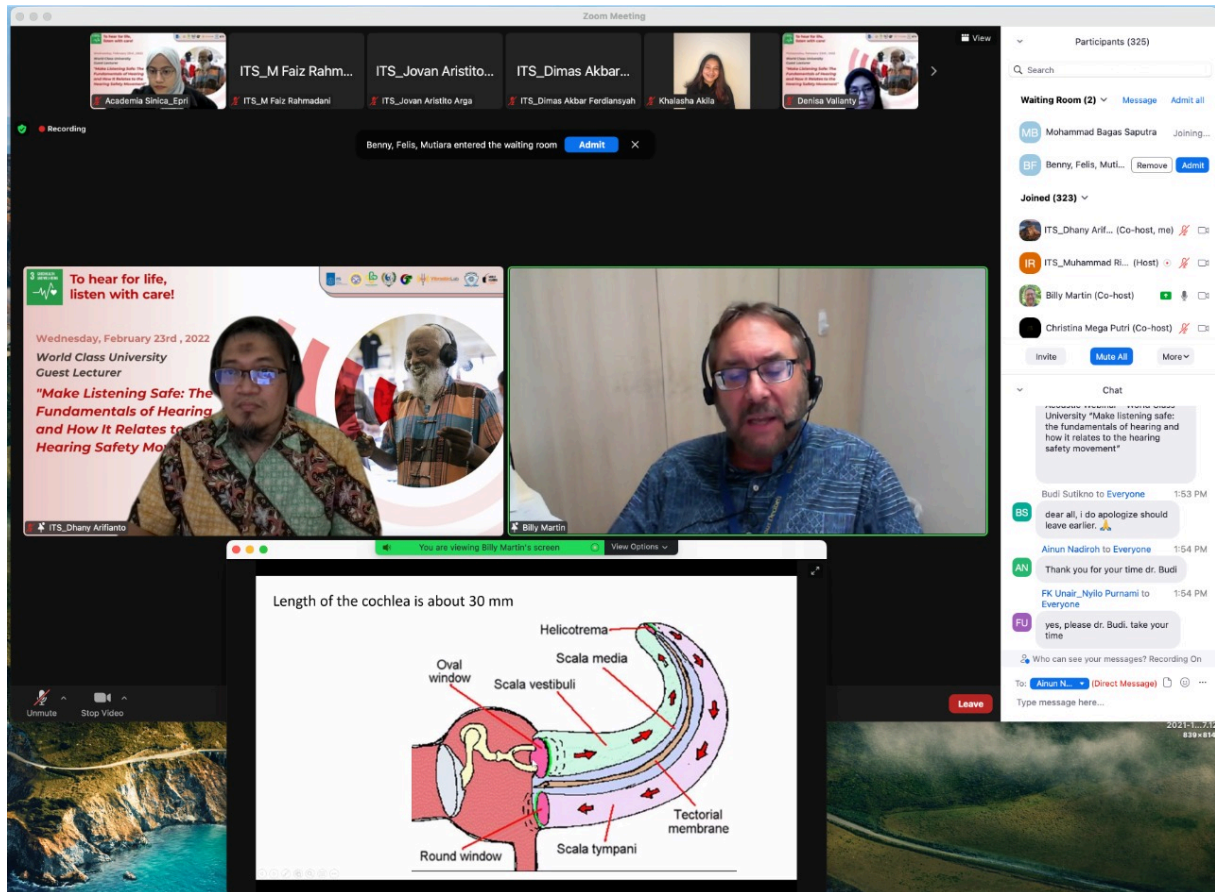 Zoom Meeting
View
Academia Sinica_Epri
ITS_M Faiz Rahm...
ITS_M Faiz Rahmadani
ITS_Jovan Aristito...
ITS_Jovan Aristito Arga
ITS_Dimas Akbar...
ITS_Dimas Akbar Ferdiansyah
Khalasha Akila
Denisa Valianty
Recording
Benny, Felis, Mutiara entered the waiting room
Admit
To hear for life,
listen with care!
Wednesday, February 23rd , 2022
World Class University
Guest Lecturer
"Make Listening Safe: The
Fundamentals of Hearing
and How It Relates to
Hearing Safety Mov
ITS_Dhany Arifianto
Billy Martin
You are viewing Billy Martin's screen
View Options
Length of the cochlea is about 30 mm
Helicotrema
Scala media
Oval
window
Scala vestibuli
Tectorial
membrane
Round window
Scala tympani
Unmute
Stop Video
Leave
Participants (325)
Search
Waiting Room (2)
Message
Admit all
MB
Mohammad Bagas Saputra
Joining...
BF
Benny, Felis, Muti...
Remove
Admit
Joined (323)
ITS_Dhany Arif... (Co-host, me)
IR
ITS_Muhammad Ri... (Host)
Billy Martin (Co-host)
Christina Mega Putri (Co-host)
Invite
Mute All
More
Chat
University "Make listening safe:
the fundamentals of hearing and
how it relates to the hearing
safety movement"
Budi Sutikno to Everyone
1:53 PM
BS
dear all, i do apologize should
leave earlier. 🙏
Ainun Nadiroh to Everyone
1:54 PM
AN
Thank you for your time dr. Budi
FK Unair_Nyilo Purnami to
Everyone
1:54 PM
FU
yes, please dr. Budi. take your
time
Who can see your messages? Recording On
To:
Ainun N...
(Direct Message)
Type message here...
839×814